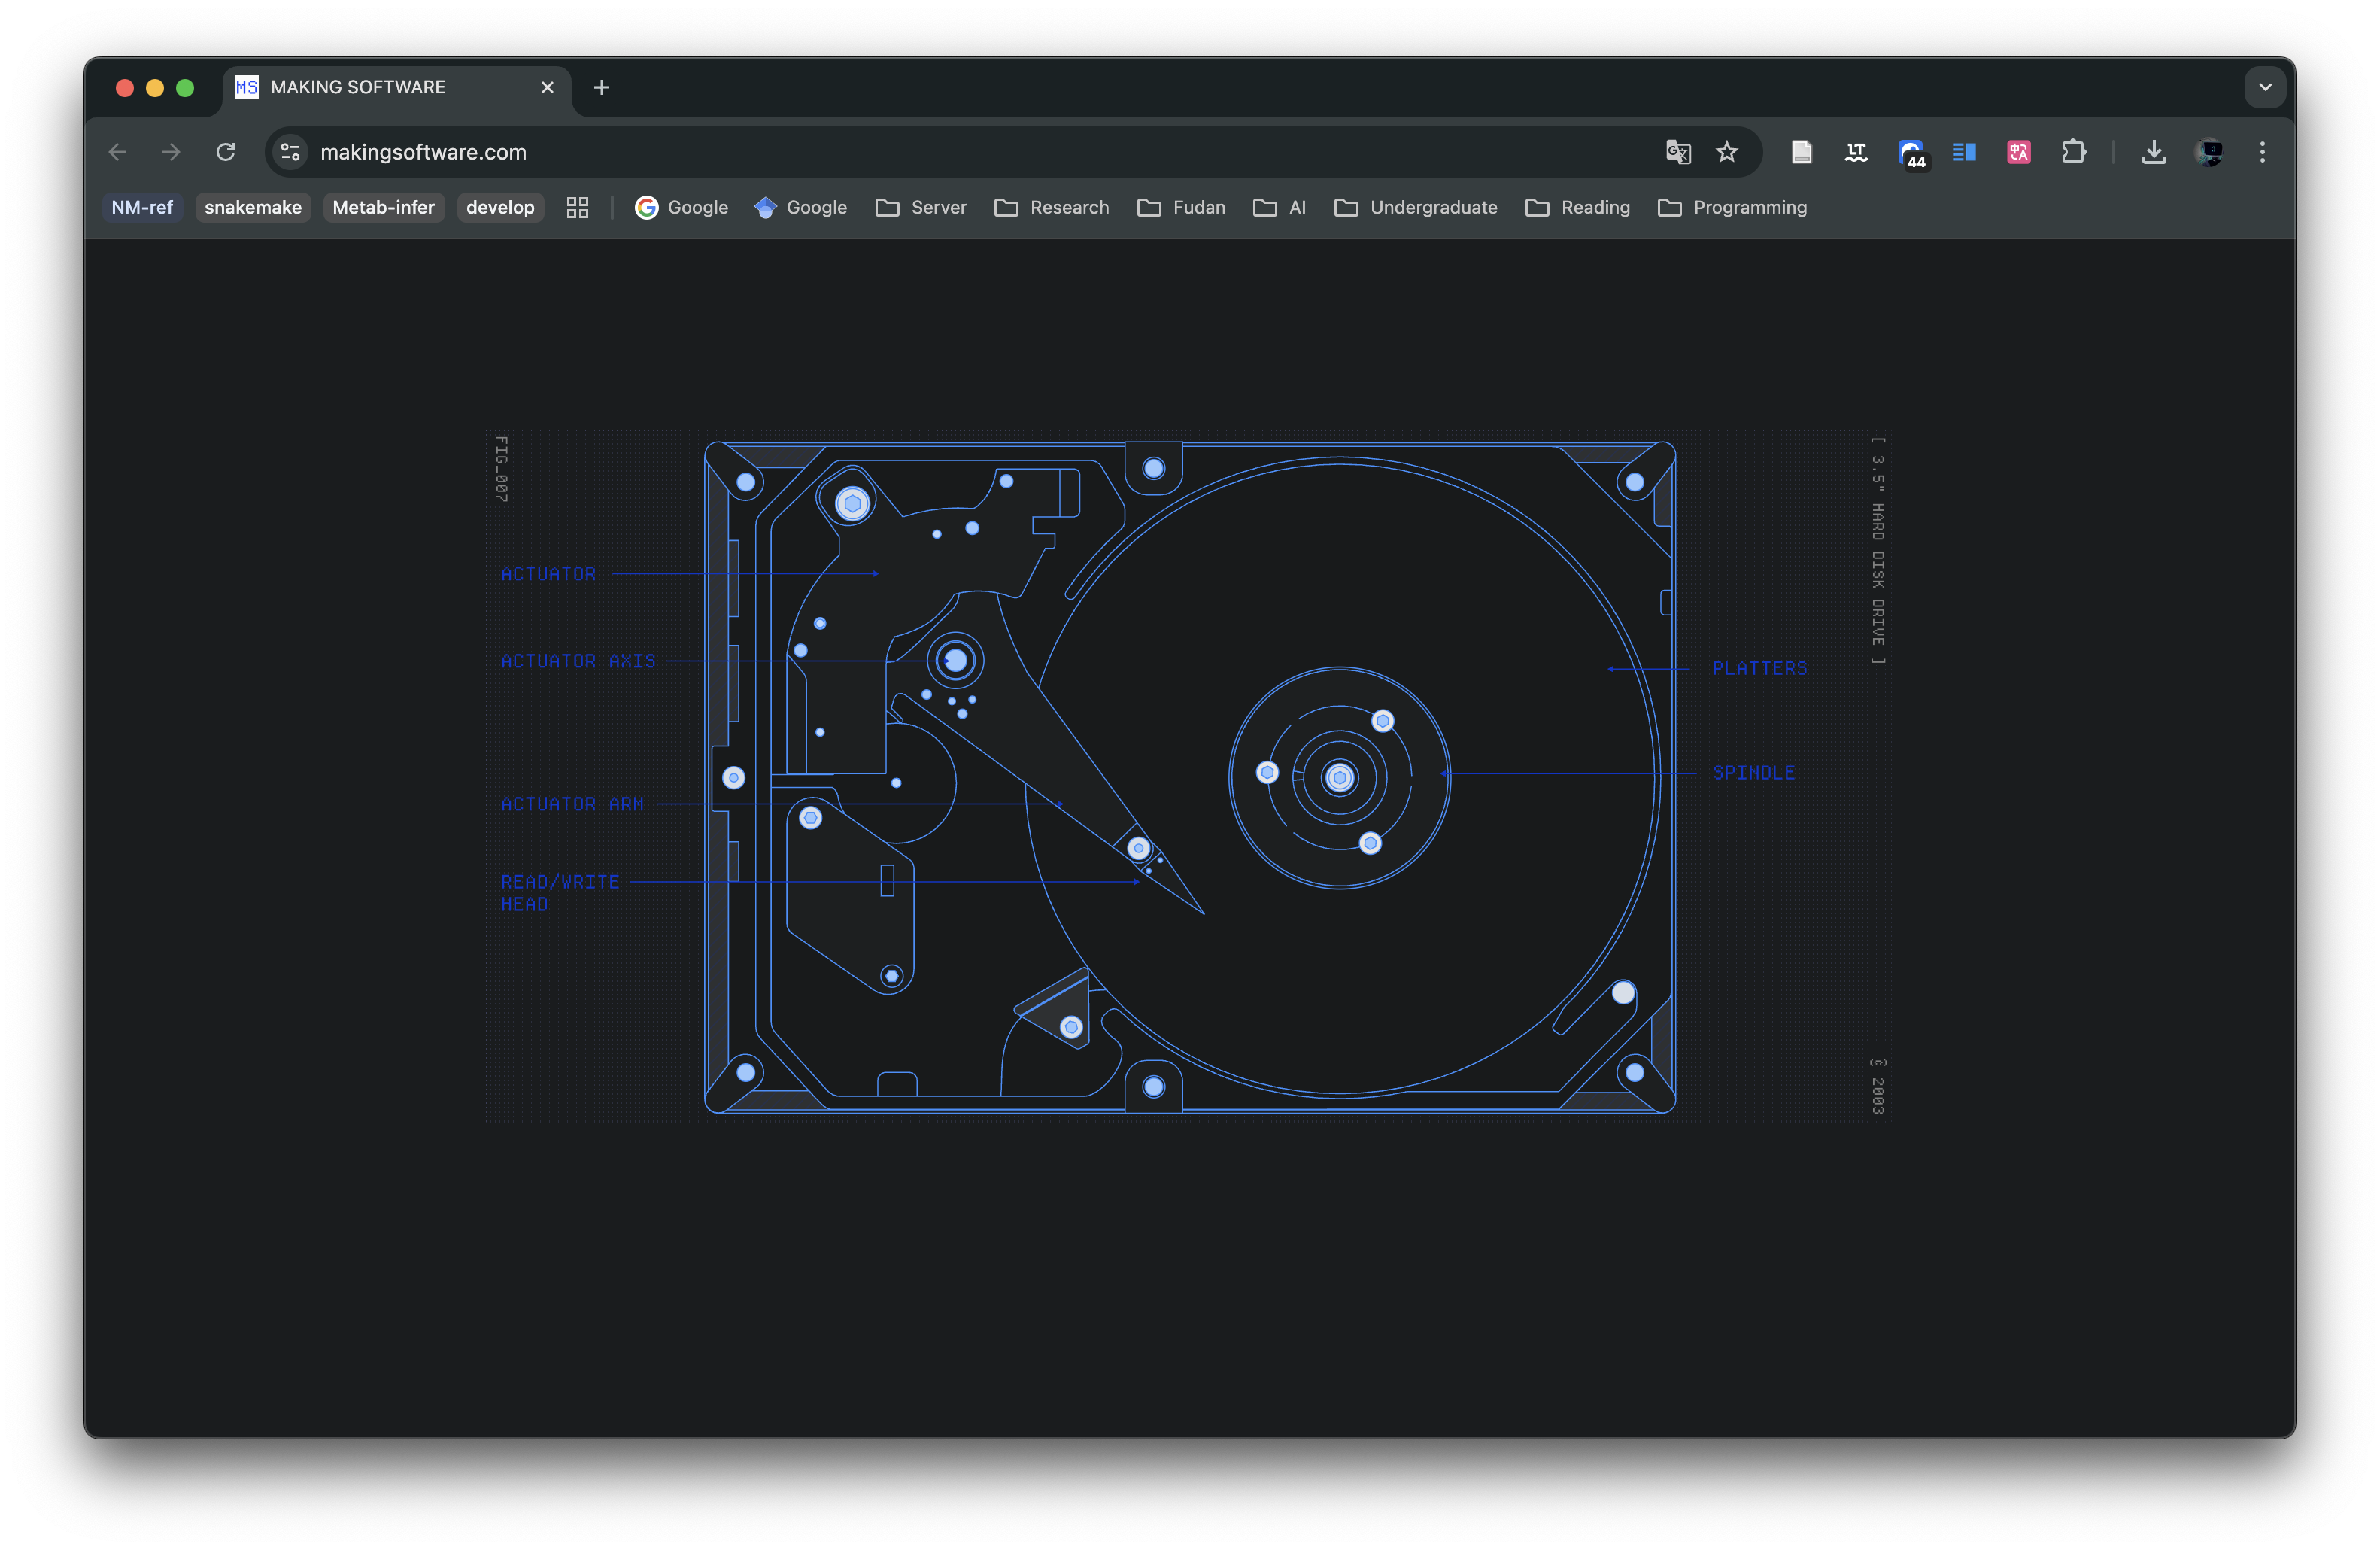 MS MAKING SOFTWARE
makingsoftware.com
LT
44
NM-ref snakemake Metab-infer develop Google Google Server Research Fudan AI Undergraduate Reading Programming
FIG_007
[ 3.5" HARD DISK DRIVE ]
ACTUATOR
ACTUATOR AXIS
PLATTERS
SPINDLE
ACTUATOR ARM
READ/WRITE
HEAD
2003